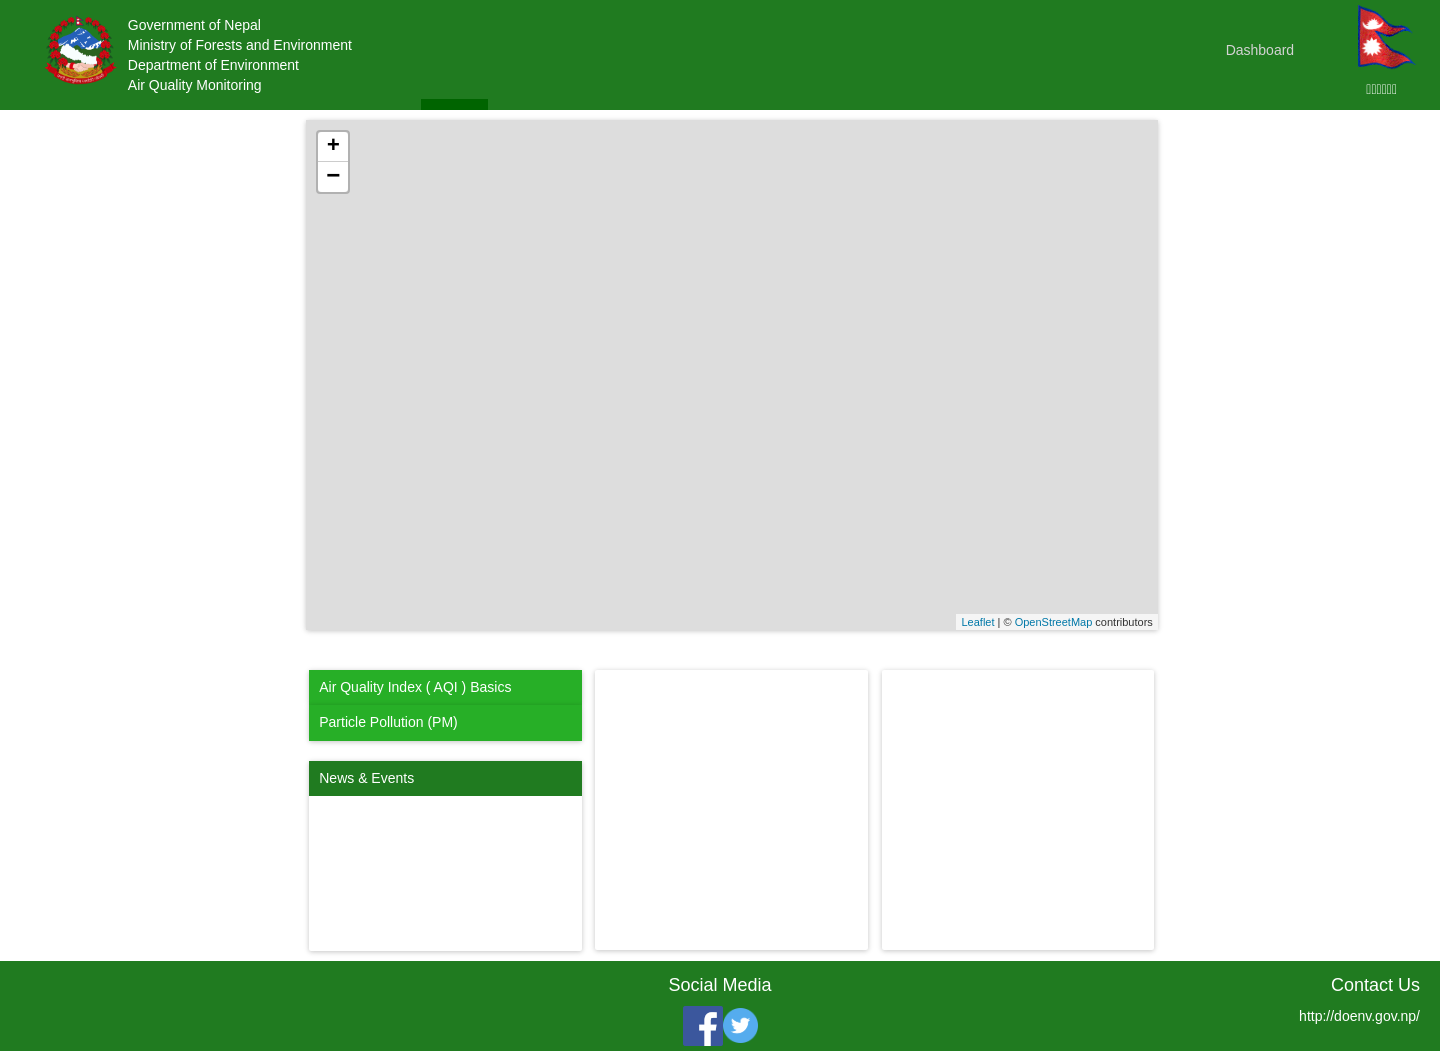 Government of Nepal
Ministry of Forests and Environment
Department of Environment
Air Quality Monitoring
Dashboard
+
−
Leaflet | © OpenStreetMap contributors
Air Quality Index ( AQI ) Basics
Particle Pollution (PM)
News & Events
Social Media
Contact Us
http://doenv.gov.np/